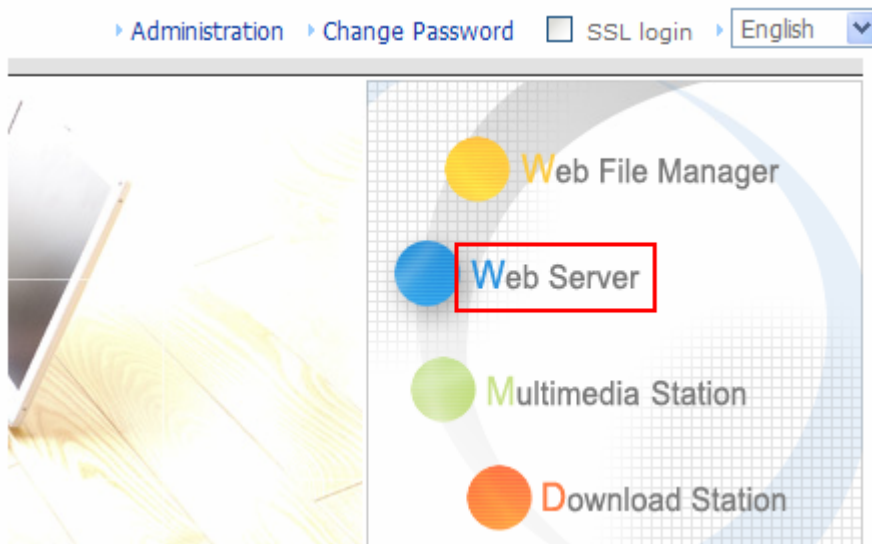 Administration Change Password SSL login English
Web File Manager
Web Server
Multimedia Station
Download Station